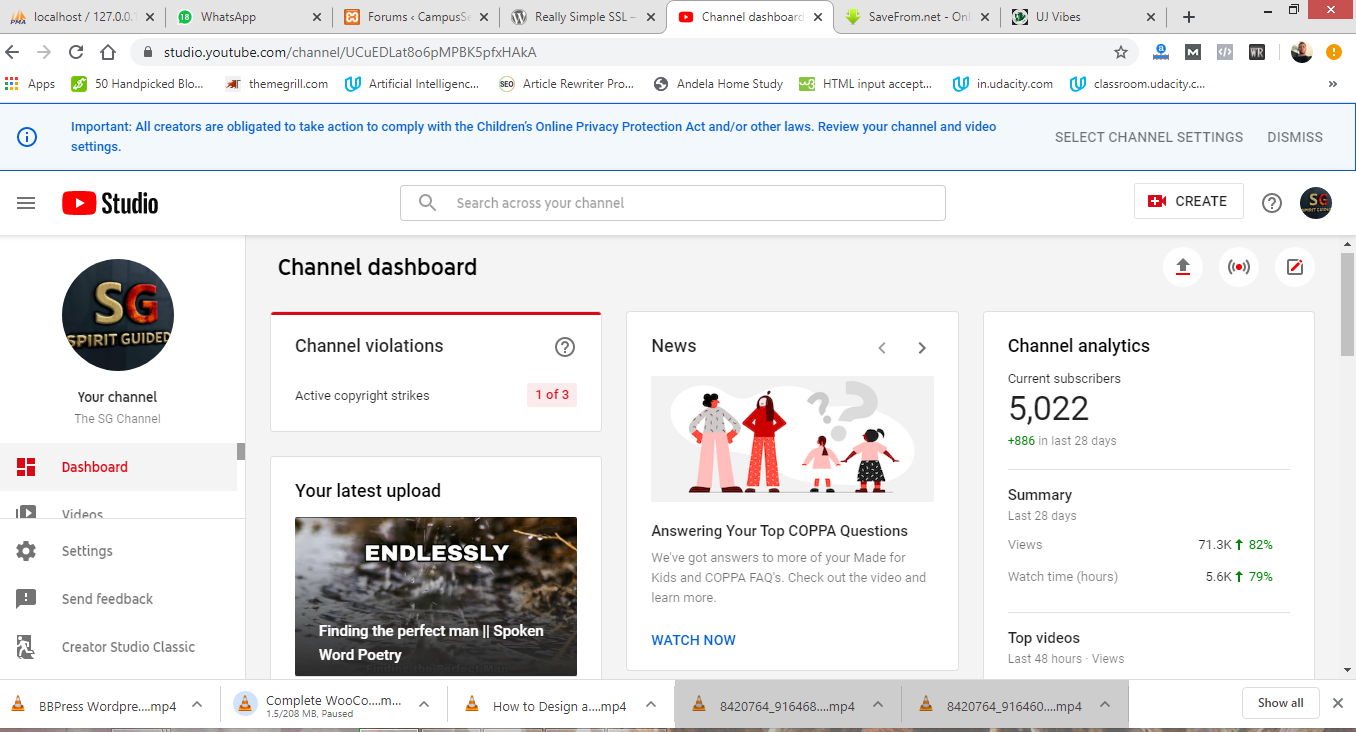 localhost / 127.0.0.1
WhatsApp
Forums ‹ CampusSe
Really Simple SSL –
Channel dashboard
SaveFrom.net - Onl
UJ Vibes
studio.youtube.com/channel/UCuEDLat8o6pMPBK5pfxHAkA
Apps
50 Handpicked Blo...
themegrill.com
Artificial Intelligenc...
SEO
Article Rewriter Pro...
Andela Home Study
HTML input accept...
in.udacity.com
classroom.udacity.c...
»
Important: All creators are obligated to take action to comply with the Children's Online Privacy Protection Act and/or other laws. Review your channel and video
settings.
SELECT CHANNEL SETTINGS
DISMISS
Studio
Search across your channel
CREATE
SG
SPIRIT GUIDED
Your channel
The SG Channel
Dashboard
Videos
Settings
Send feedback
Creator Studio Classic
Channel dashboard
Channel violations
Active copyright strikes
1 of 3
Your latest upload
ENDLESSLY
Finding the perfect man || Spoken
Word Poetry
News
Answering Your Top COPPA Questions
We've got answers to more of your Made for
Kids and COPPA FAQ's. Check out the video and
learn more.
WATCH NOW
Channel analytics
Current subscribers
5,022
+886 in last 28 days
Summary
Last 28 days
Views 71.3K 82%
Watch time (hours) 5.6K 79%
Top videos
Last 48 hours · Views
BBPress Wordpre....mp4
Complete WooCo....m...
1.5/208 MB, Paused
How to Design a....mp4
8420764_916468....mp4
8420764_916460....mp4
Show all